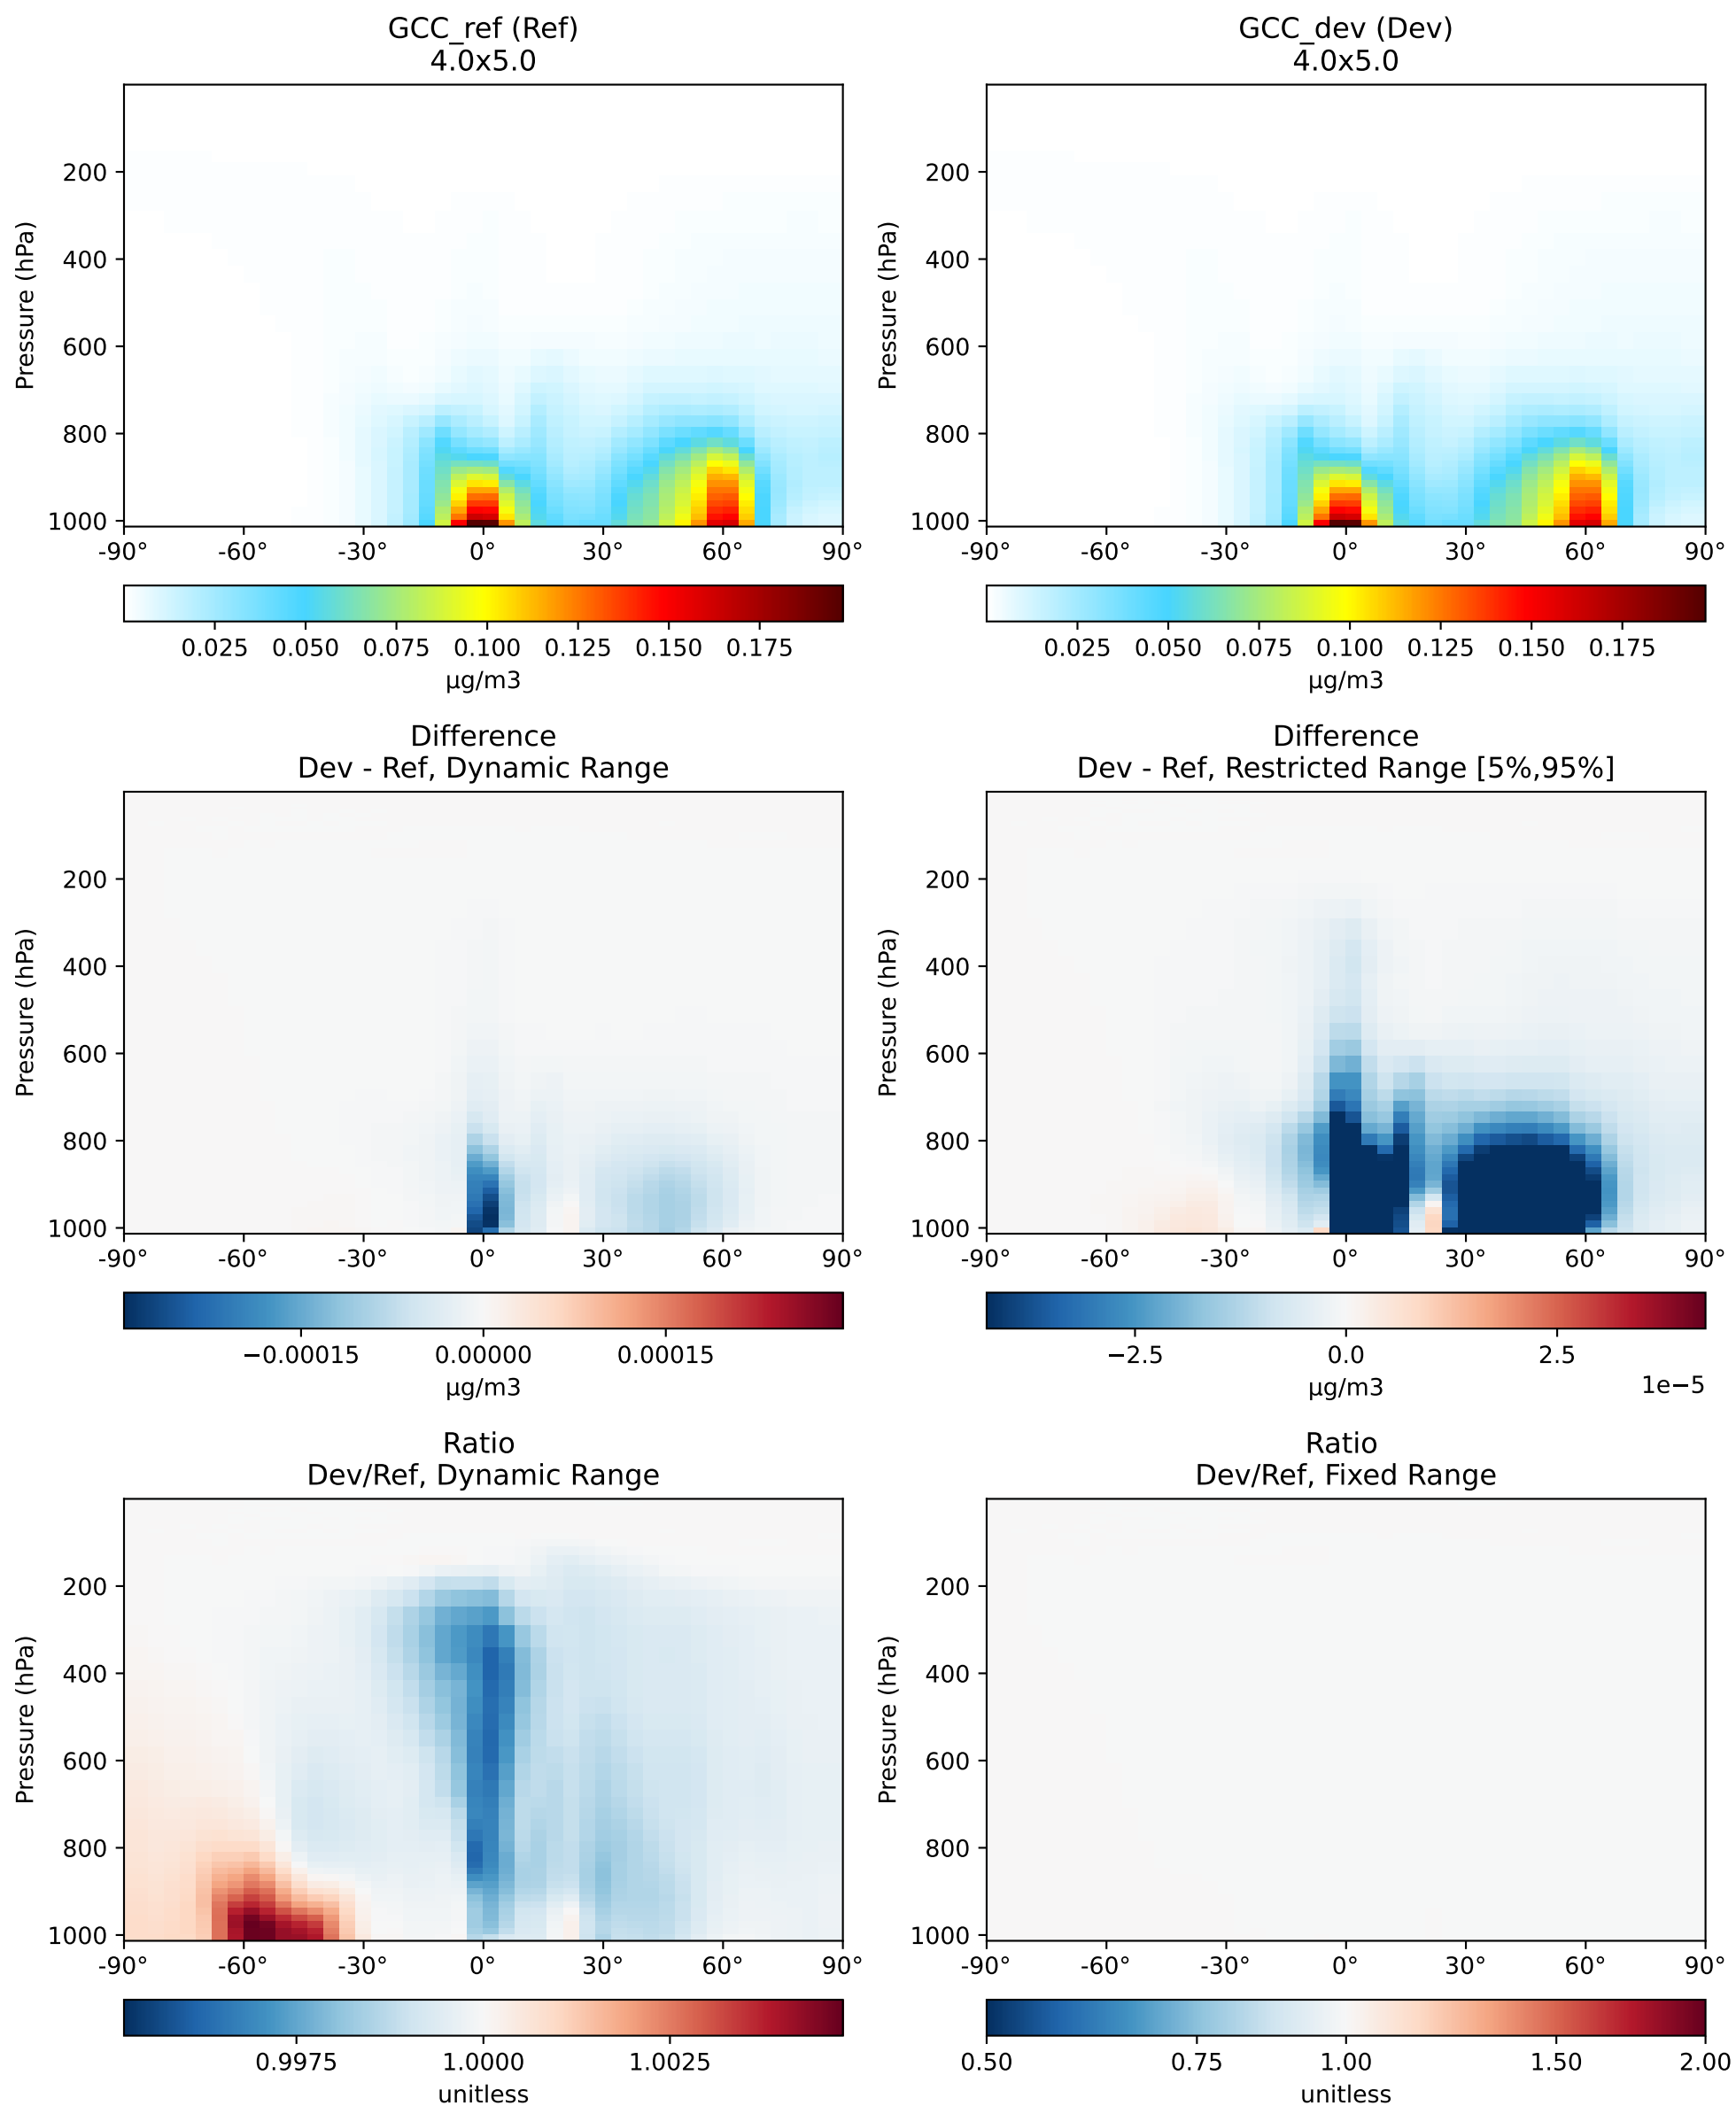 GCC_ref (Ref)
4.0x5.0
Pressure (hPa)
200
400
600
800
1000
-90° -60° -30° 0° 30° 60° 90°
0.025 0.050 0.075 0.100 0.125 0.150 0.175
µg/m3
GCC_dev (Dev)
4.0x5.0
Pressure (hPa)
200
400
600
800
1000
-90° -60° -30° 0° 30° 60° 90°
0.025 0.050 0.075 0.100 0.125 0.150 0.175
µg/m3
Difference
Dev - Ref, Dynamic Range
Pressure (hPa)
200
400
600
800
1000
-90° -60° -30° 0° 30° 60° 90°
−0.00015 0.00000 0.00015
µg/m3
Difference
Dev - Ref, Restricted Range [5%,95%]
Pressure (hPa)
200
400
600
800
1000
-90° -60° -30° 0° 30° 60° 90°
−2.5 0.0 2.5
µg/m3
1e−5
Ratio
Dev/Ref, Dynamic Range
Pressure (hPa)
200
400
600
800
1000
-90° -60° -30° 0° 30° 60° 90°
0.9975 1.0000 1.0025
unitless
Ratio
Dev/Ref, Fixed Range
Pressure (hPa)
200
400
600
800
1000
-90° -60° -30° 0° 30° 60° 90°
0.50 0.75 1.00 1.50 2.00
unitless